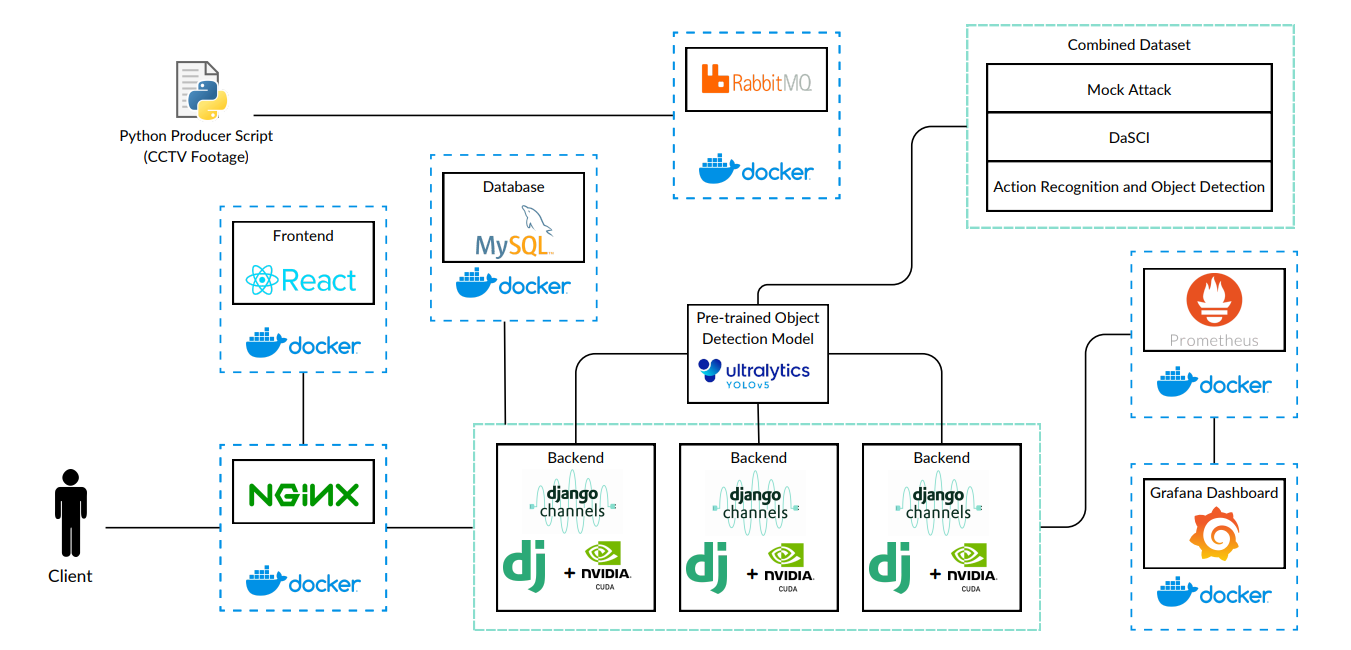 Python Producer Script
(CCTV Footage)
RabbitMQ
docker
Combined Dataset
Mock Attack
DaSCI
Action Recognition and Object Detection
Database
MySQL
docker
Frontend
React
docker
Pre-trained Object
Detection Model
ultralytics
YOLOv5
Prometheus
docker
NGINX
docker
Client
Backend
django
channels
dj + NVIDIA.
CUDA
Backend
django
channels
dj + NVIDIA.
CUDA
Backend
django
channels
dj + NVIDIA.
CUDA
Grafana Dashboard
docker